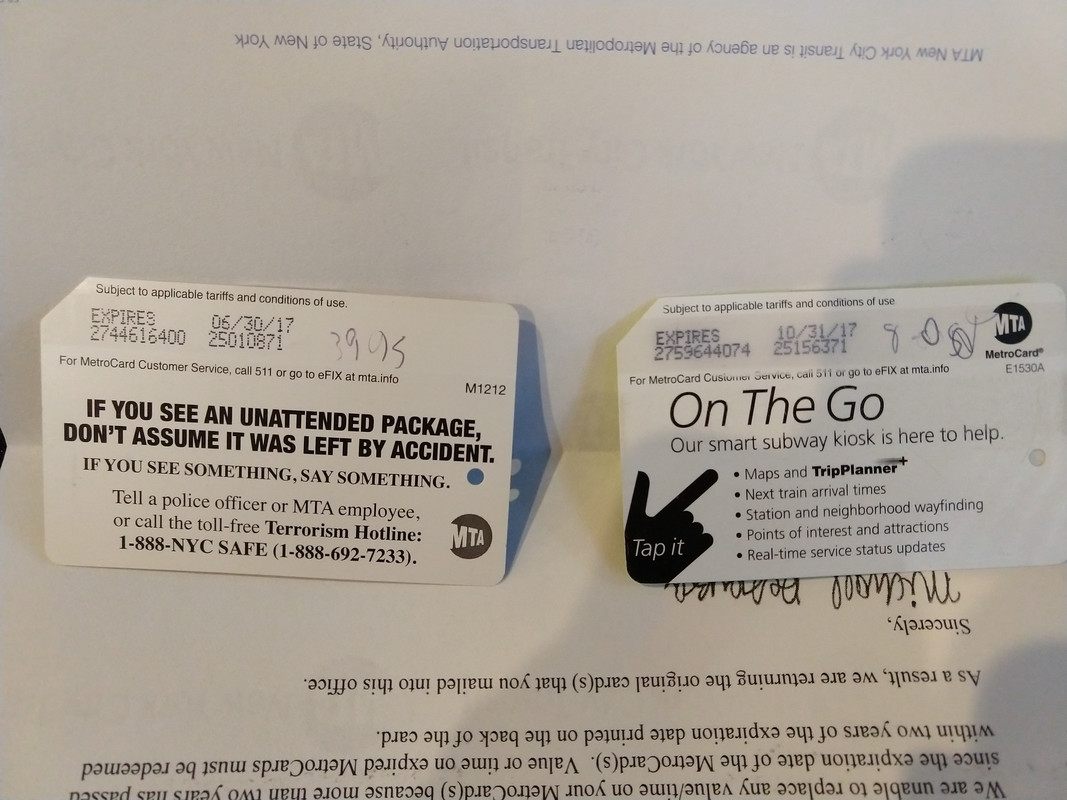 MTA New York City Transit is an agency of the Metropolitan Transportation Authority, State of New York
Subject to applicable tariffs and conditions of use.
EXPIRES 06/30/17
2744616400 25010871
3995
For MetroCard Customer Service, call 511 or go to eFIX at mta.info
M1212
IF YOU SEE AN UNATTENDED PACKAGE,
DON'T ASSUME IT WAS LEFT BY ACCIDENT.
IF YOU SEE SOMETHING, SAY SOMETHING.
Tell a police officer or MTA employee,
or call the toll-free Terrorism Hotline:
1-888-NYC SAFE (1-888-692-7233).
MTA
Subject to applicable tariffs and conditions of use
EXPIRES 10/31/17
2759644074 25156371
MTA
MetroCard®
For MetroCard Customer Service, call 511 or go to eFIX at mta.info
E1530A
On The Go
Our smart subway kiosk is here to help.
• Maps and TripPlanner+
• Next train arrival times
• Station and neighborhood wayfinding
• Points of interest and attractions
• Real-time service status updates
Tap it
We are unable to replace any value/time on your MetroCard(s) because more than two years has passed
since the expiration date of the MetroCard(s). Value or time on expired MetroCards must be redeemed
within two years of the expiration date printed on the back of the card.
As a result, we are returning the original card(s) that you mailed into this office.
Sincerely,
Michael